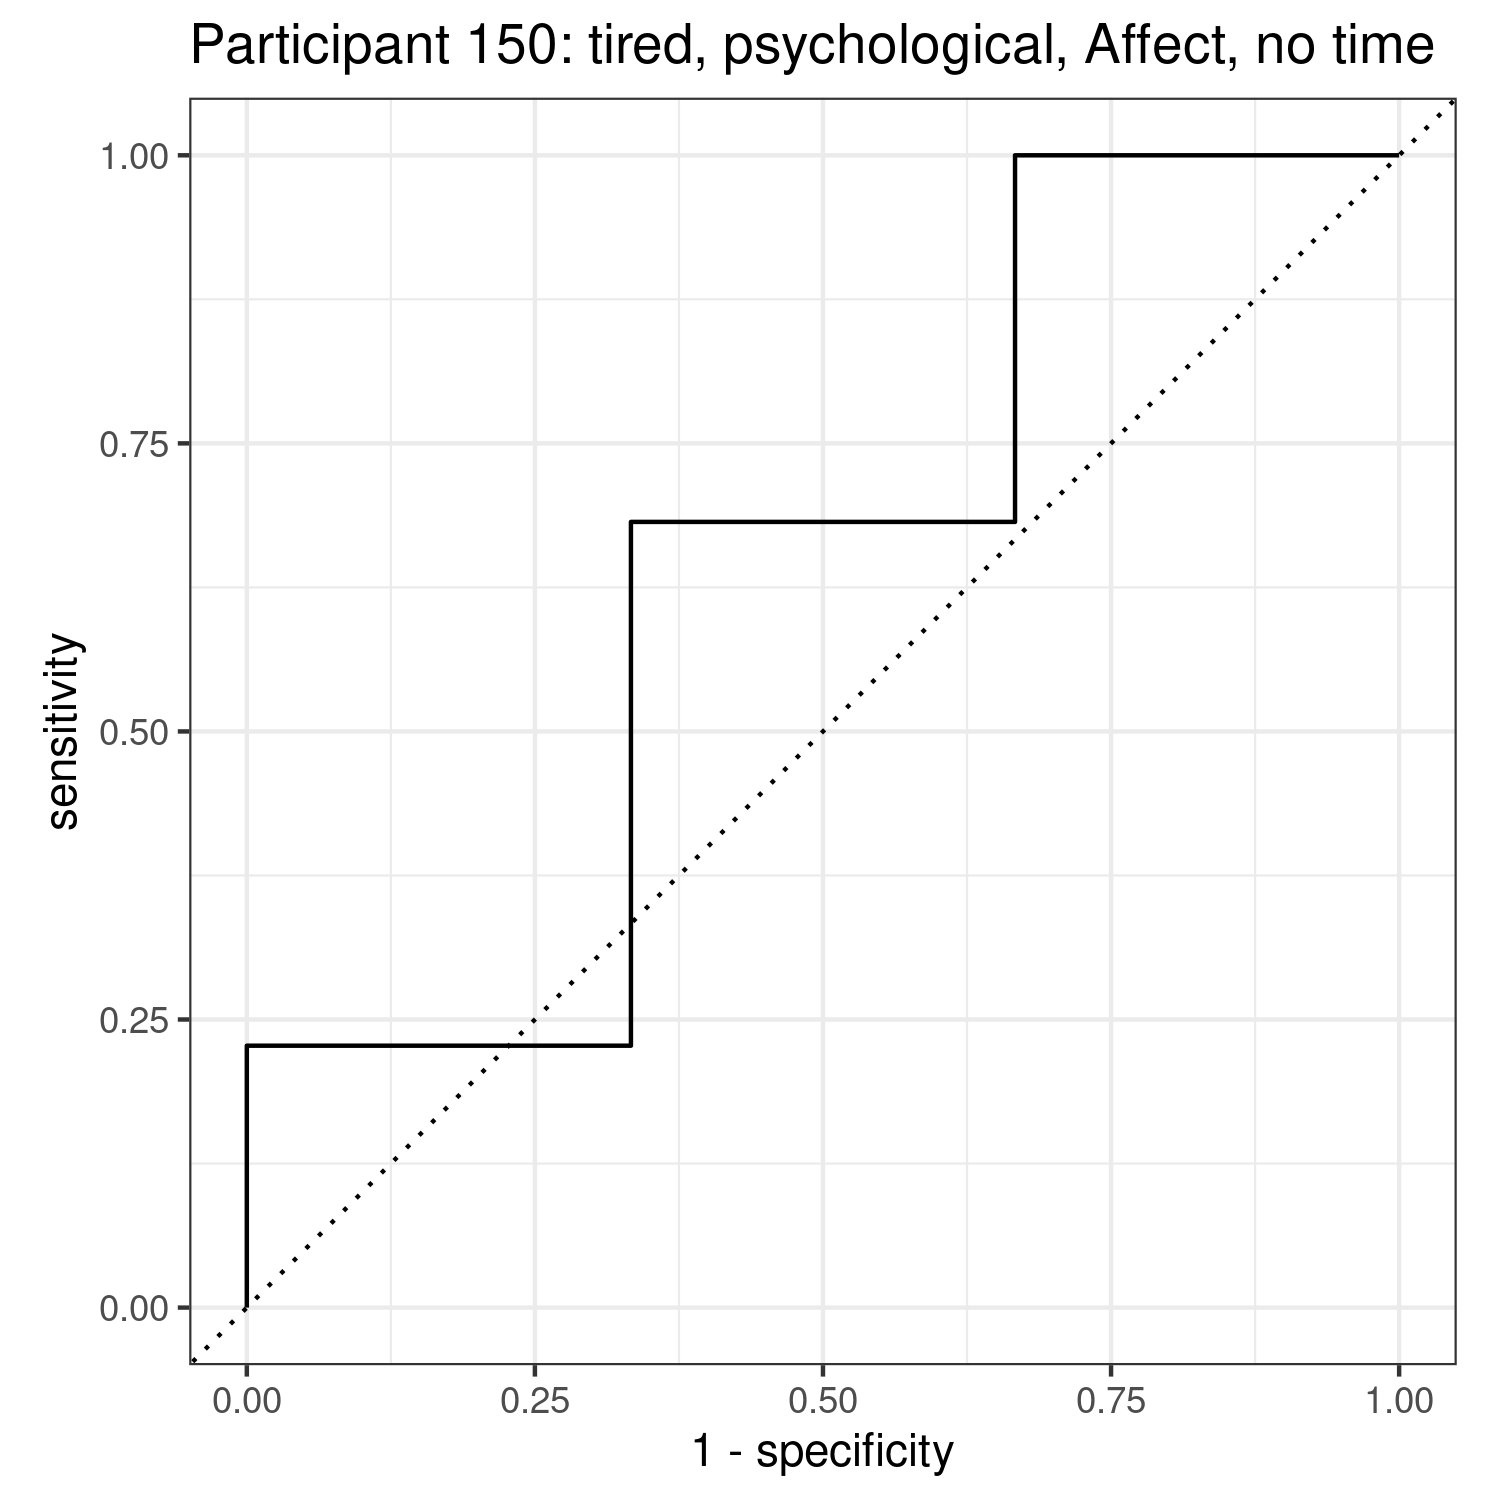 Participant 150: tired, psychological, Affect, no time
1.00
0.75
0.50
0.25
0.00
sensitivity
0.00 0.25 0.50 0.75 1.00
1 - specificity